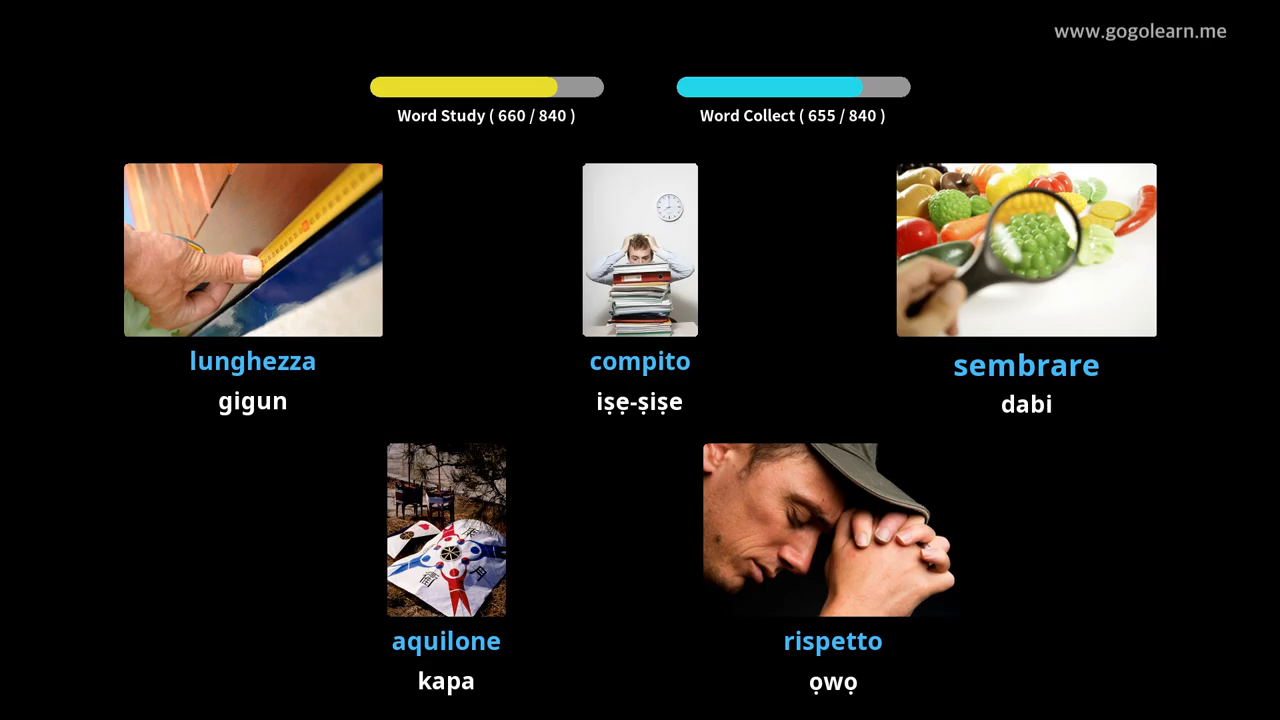 www.gogolearn.me
Word Study ( 660 / 840 )
Word Collect ( 655 / 840 )
lunghezza
gigun
compito
iṣẹ-ṣiṣe
sembrare
dabi
aquilone
kapa
rispetto
ọwọ